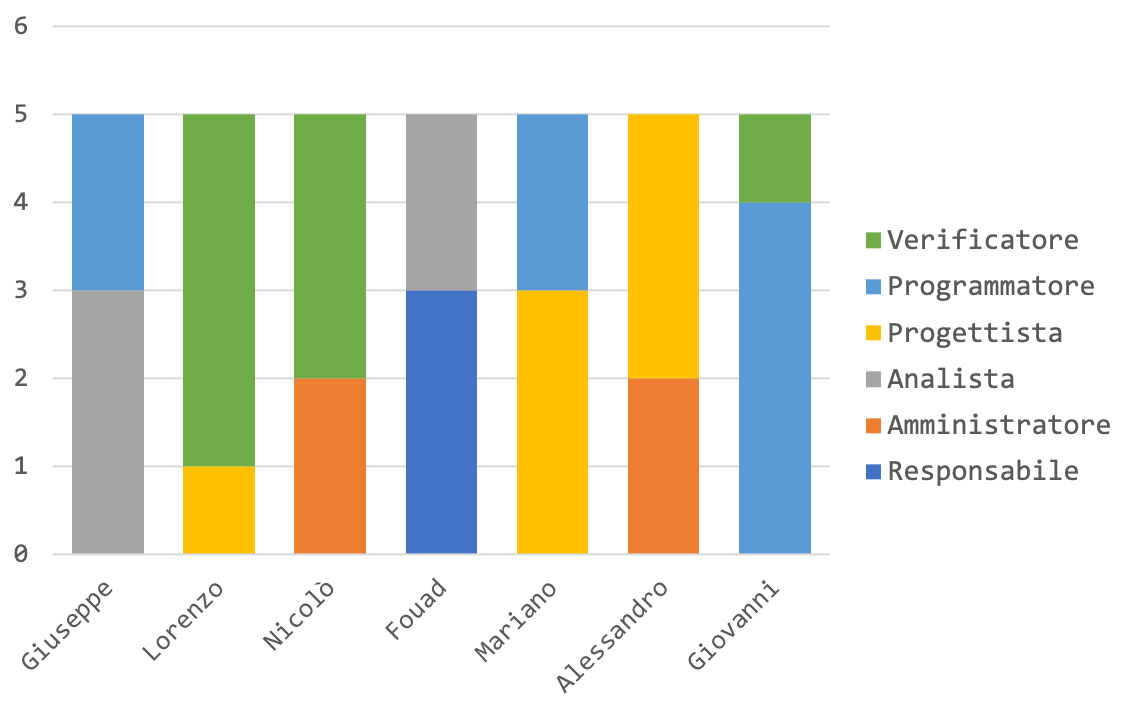 6
5
4
3
2
1
0
Giuseppe
Lorenzo
Nicolò
Fouad
Mariano
Alessandro
Giovanni
Verificatore
Programmatore
Progettista
Analista
Amministratore
Responsabile